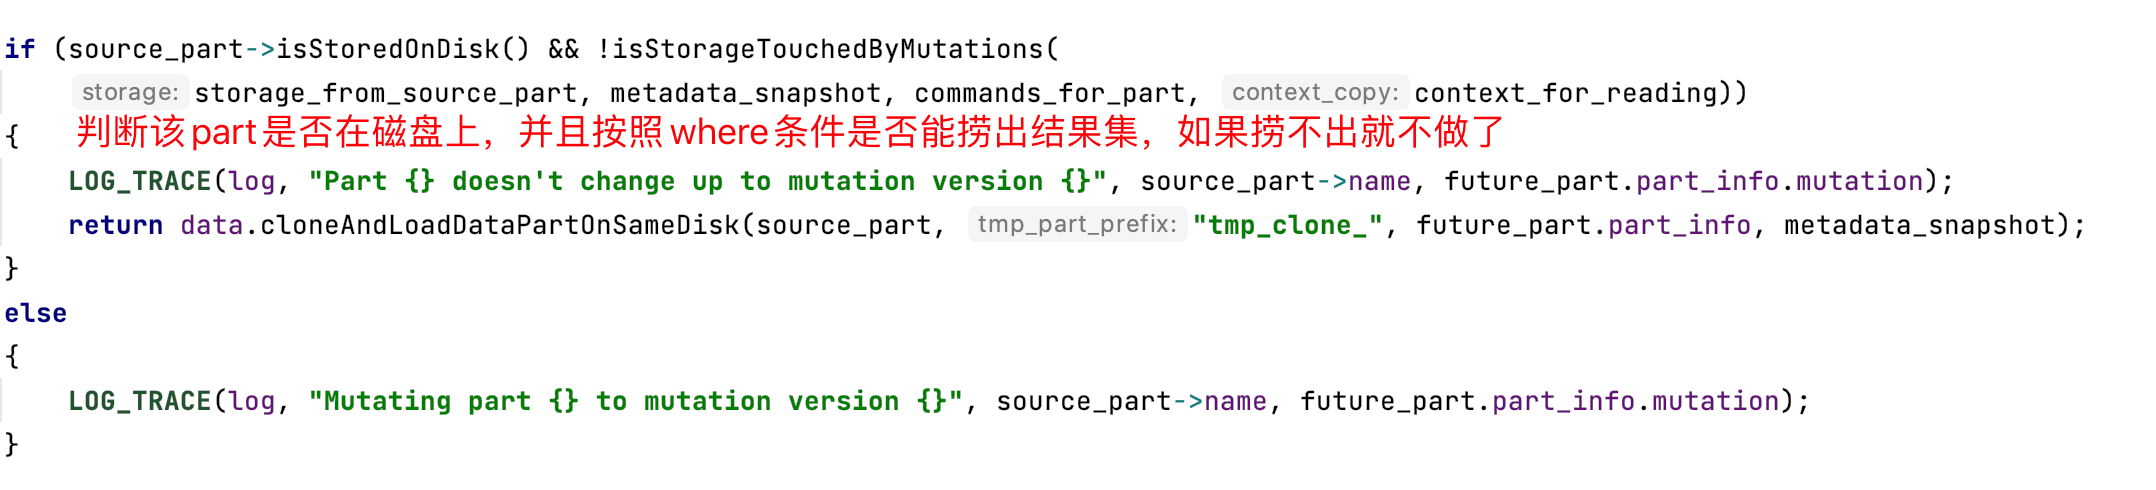 if (source_part->isStoredOnDisk() && !isStorageTouchedByMutations(
storage: storage_from_source_part, metadata_snapshot, commands_for_part, context_copy: context_for_reading))
{ 判断该part是否在磁盘上，并且按照where条件是否能捞出结果集，如果捞不出就不做了
LOG_TRACE(log, "Part {} doesn't change up to mutation version {}", source_part->name, future_part.part_info.mutation);
return data.cloneAndLoadDataPartOnSameDisk(source_part, tmp_part_prefix: "tmp_clone_", future_part.part_info, metadata_snapshot);
}
else
{
LOG_TRACE(log, "Mutating part {} to mutation version {}", source_part->name, future_part.part_info.mutation);
}